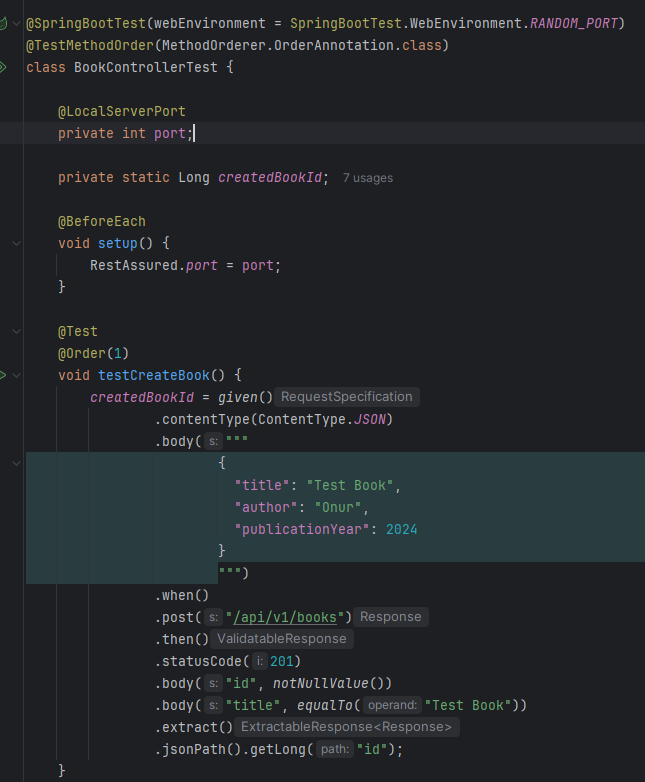 @SpringBootTest(webEnvironment = SpringBootTest.WebEnvironment.RANDOM_PORT)
@TestMethodOrder(MethodOrderer.OrderAnnotation.class)
class BookControllerTest {
    @LocalServerPort
    private int port;
    private static Long createdBookId; 7 usages
    @BeforeEach
    void setup() {
        RestAssured.port = port;
    }
    @Test
    @Order(1)
    void testCreateBook() {
        createdBookId = given() RequestSpecification
                .contentType(ContentType.JSON)
                .body( s: """
                        {
                          "title": "Test Book",
                          "author": "Onur",
                          "publicationYear": 2024
                        }
                        """)
                .when()
                .post( s: "/api/v1/books") Response
                .then() ValidatableResponse
                .statusCode( i: 201)
                .body( s: "id", notNullValue())
                .body( s: "title", equalTo( operand: "Test Book"))
                .extract() ExtractableResponse<Response>
                .jsonPath().getLong( path: "id");
    }